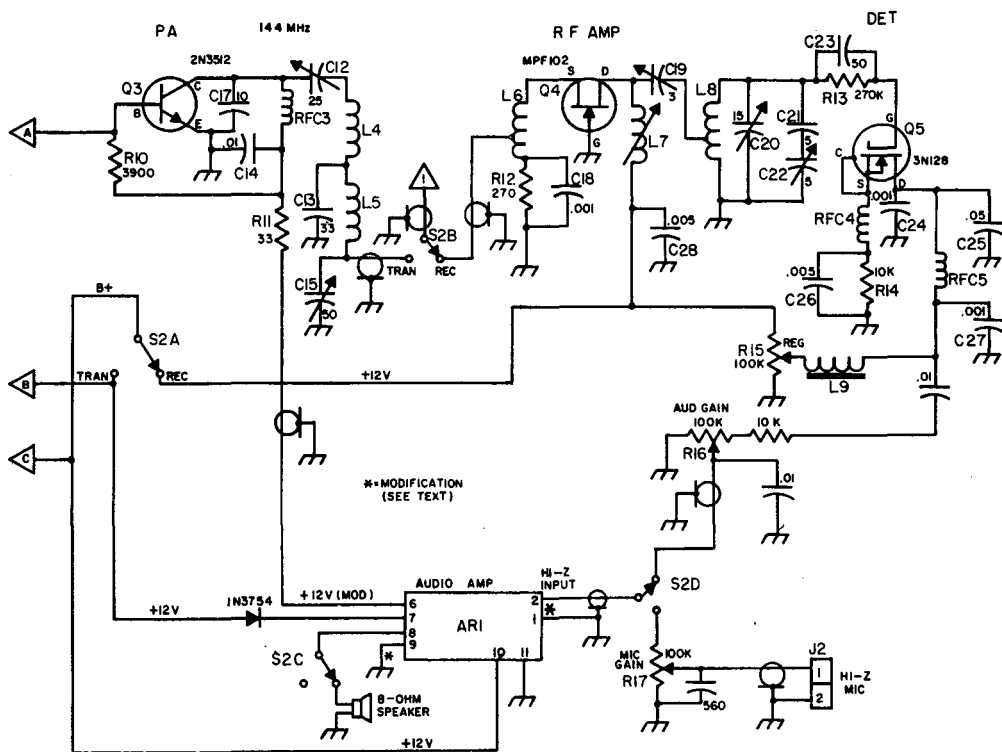 PA
144 MHz
RF AMP
DET
2N3512
Q3
C
B
E
C17
10
RFC3
C12
25
L4
A
R10
3900
.01
C14
R11
33
C13
33
L5
C15
50
TRAN
S2B
1
REC
MPF102
Q4
S
D
G
L6
R12
270
C18
.001
C19
3
L7
L8
.005
C28
15
C20
C21
5
C22
5
C23
50
R13
270K
G
Q5
3N128
C
S
D
.001
C24
RFC4
.05
C25
.005
C26
10K
R14
RFC5
.001
C27
B+
S2A
TRAN
REC
+12V
B
C
R15
100K
REG
L9
.01
AUD GAIN
100K
10 K
R16
.01
*=MODIFICATION
(SEE TEXT)
AUDIO AMP
AR1
HI-Z
INPUT
6
7
8
9
10
11
2
1
*
*
+12V (MOD)
+12V
1N3754
S2C
8-OHM
SPEAKER
+12V
S2D
MIC
GAIN
R17
100K
560
J2
1
2
HI-Z
MIC